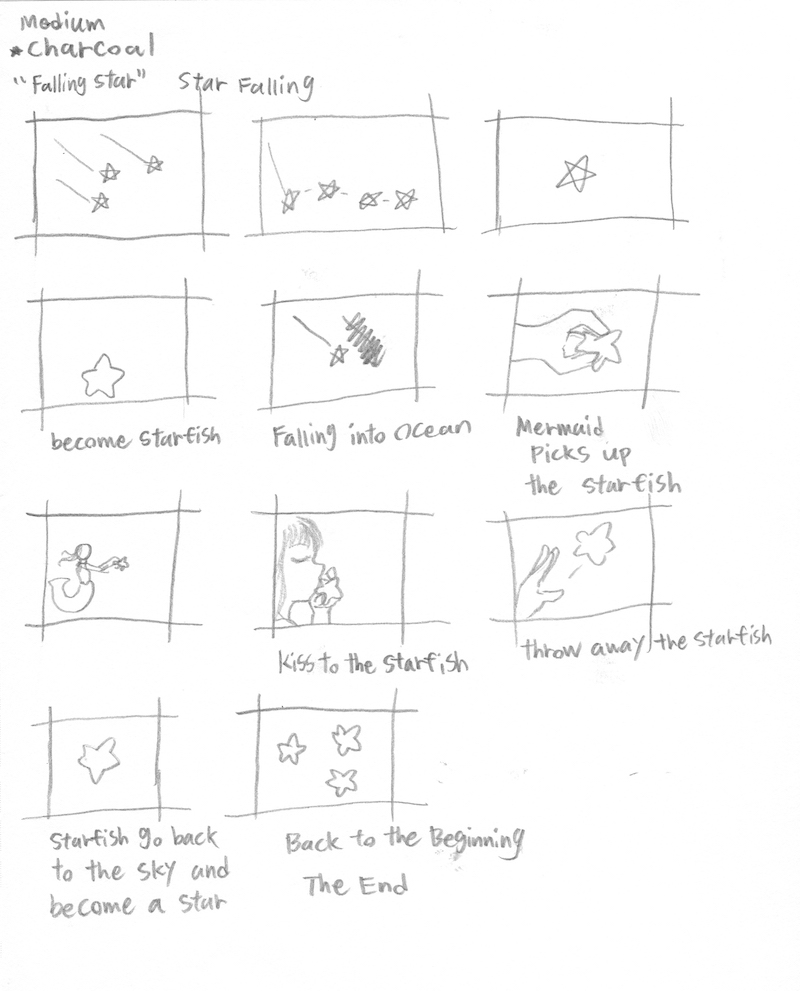 Medium
*Charcoal
"Falling Star" Star Falling
become Starfish
Falling into Ocean
Mermaid
Picks up
the Starfish
Kiss to the Starfish
throw away the Starfish
Starfish go back
to the sky and
become a Star
Back to the Beginning
The End